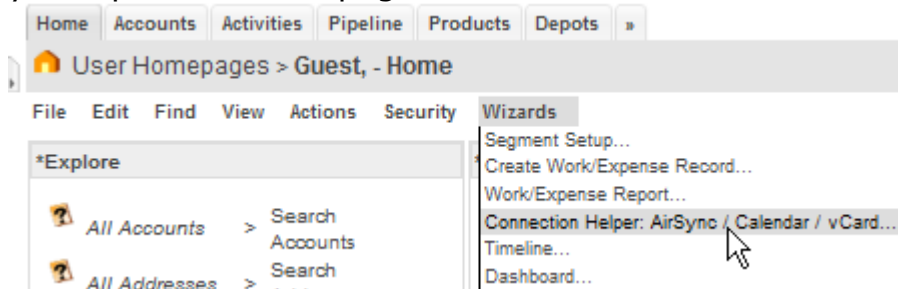 Home Accounts Activities Pipeline Products Depots »
User Homepages > Guest, - Home
File Edit Find View Actions Security Wizards
*Explore
Segment Setup...
Create Work/Expense Record...
Work/Expense Report...
Connection Helper: AirSync / Calendar / vCard...
Timeline...
Dashboard...
All Accounts > Search
Accounts
All Addresses > Search